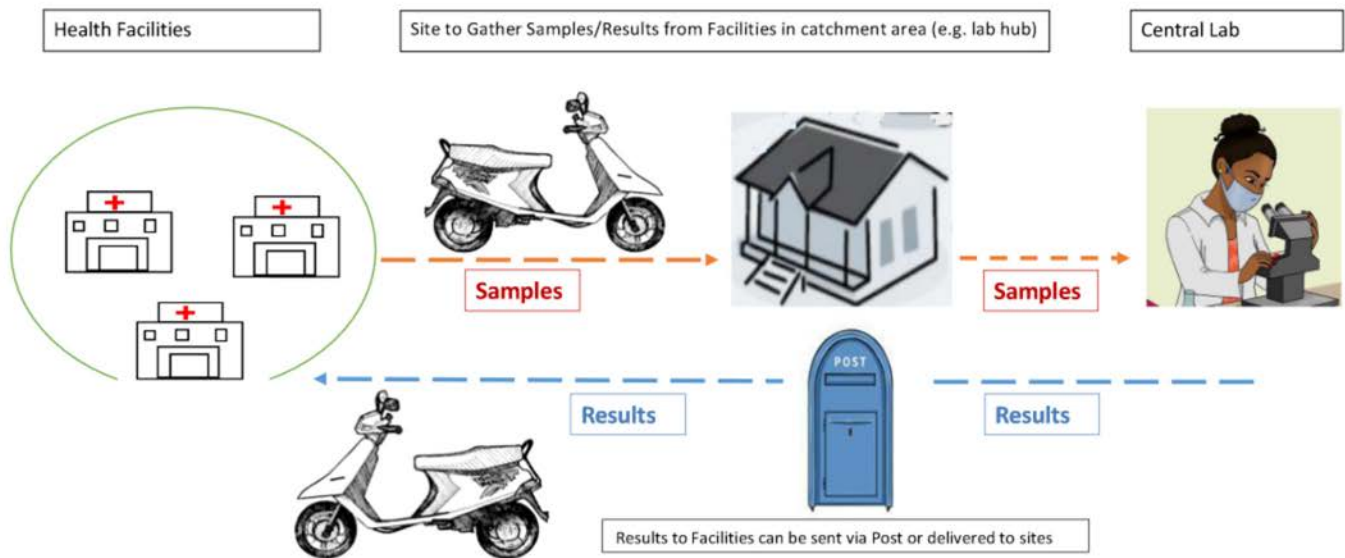 Health Facilities
Site to Gather Samples/Results from Facilities in catchment area (e.g. lab hub)
Central Lab
Samples
Samples
POST
Results
Results
Results to Facilities can be sent via Post or delivered to sites